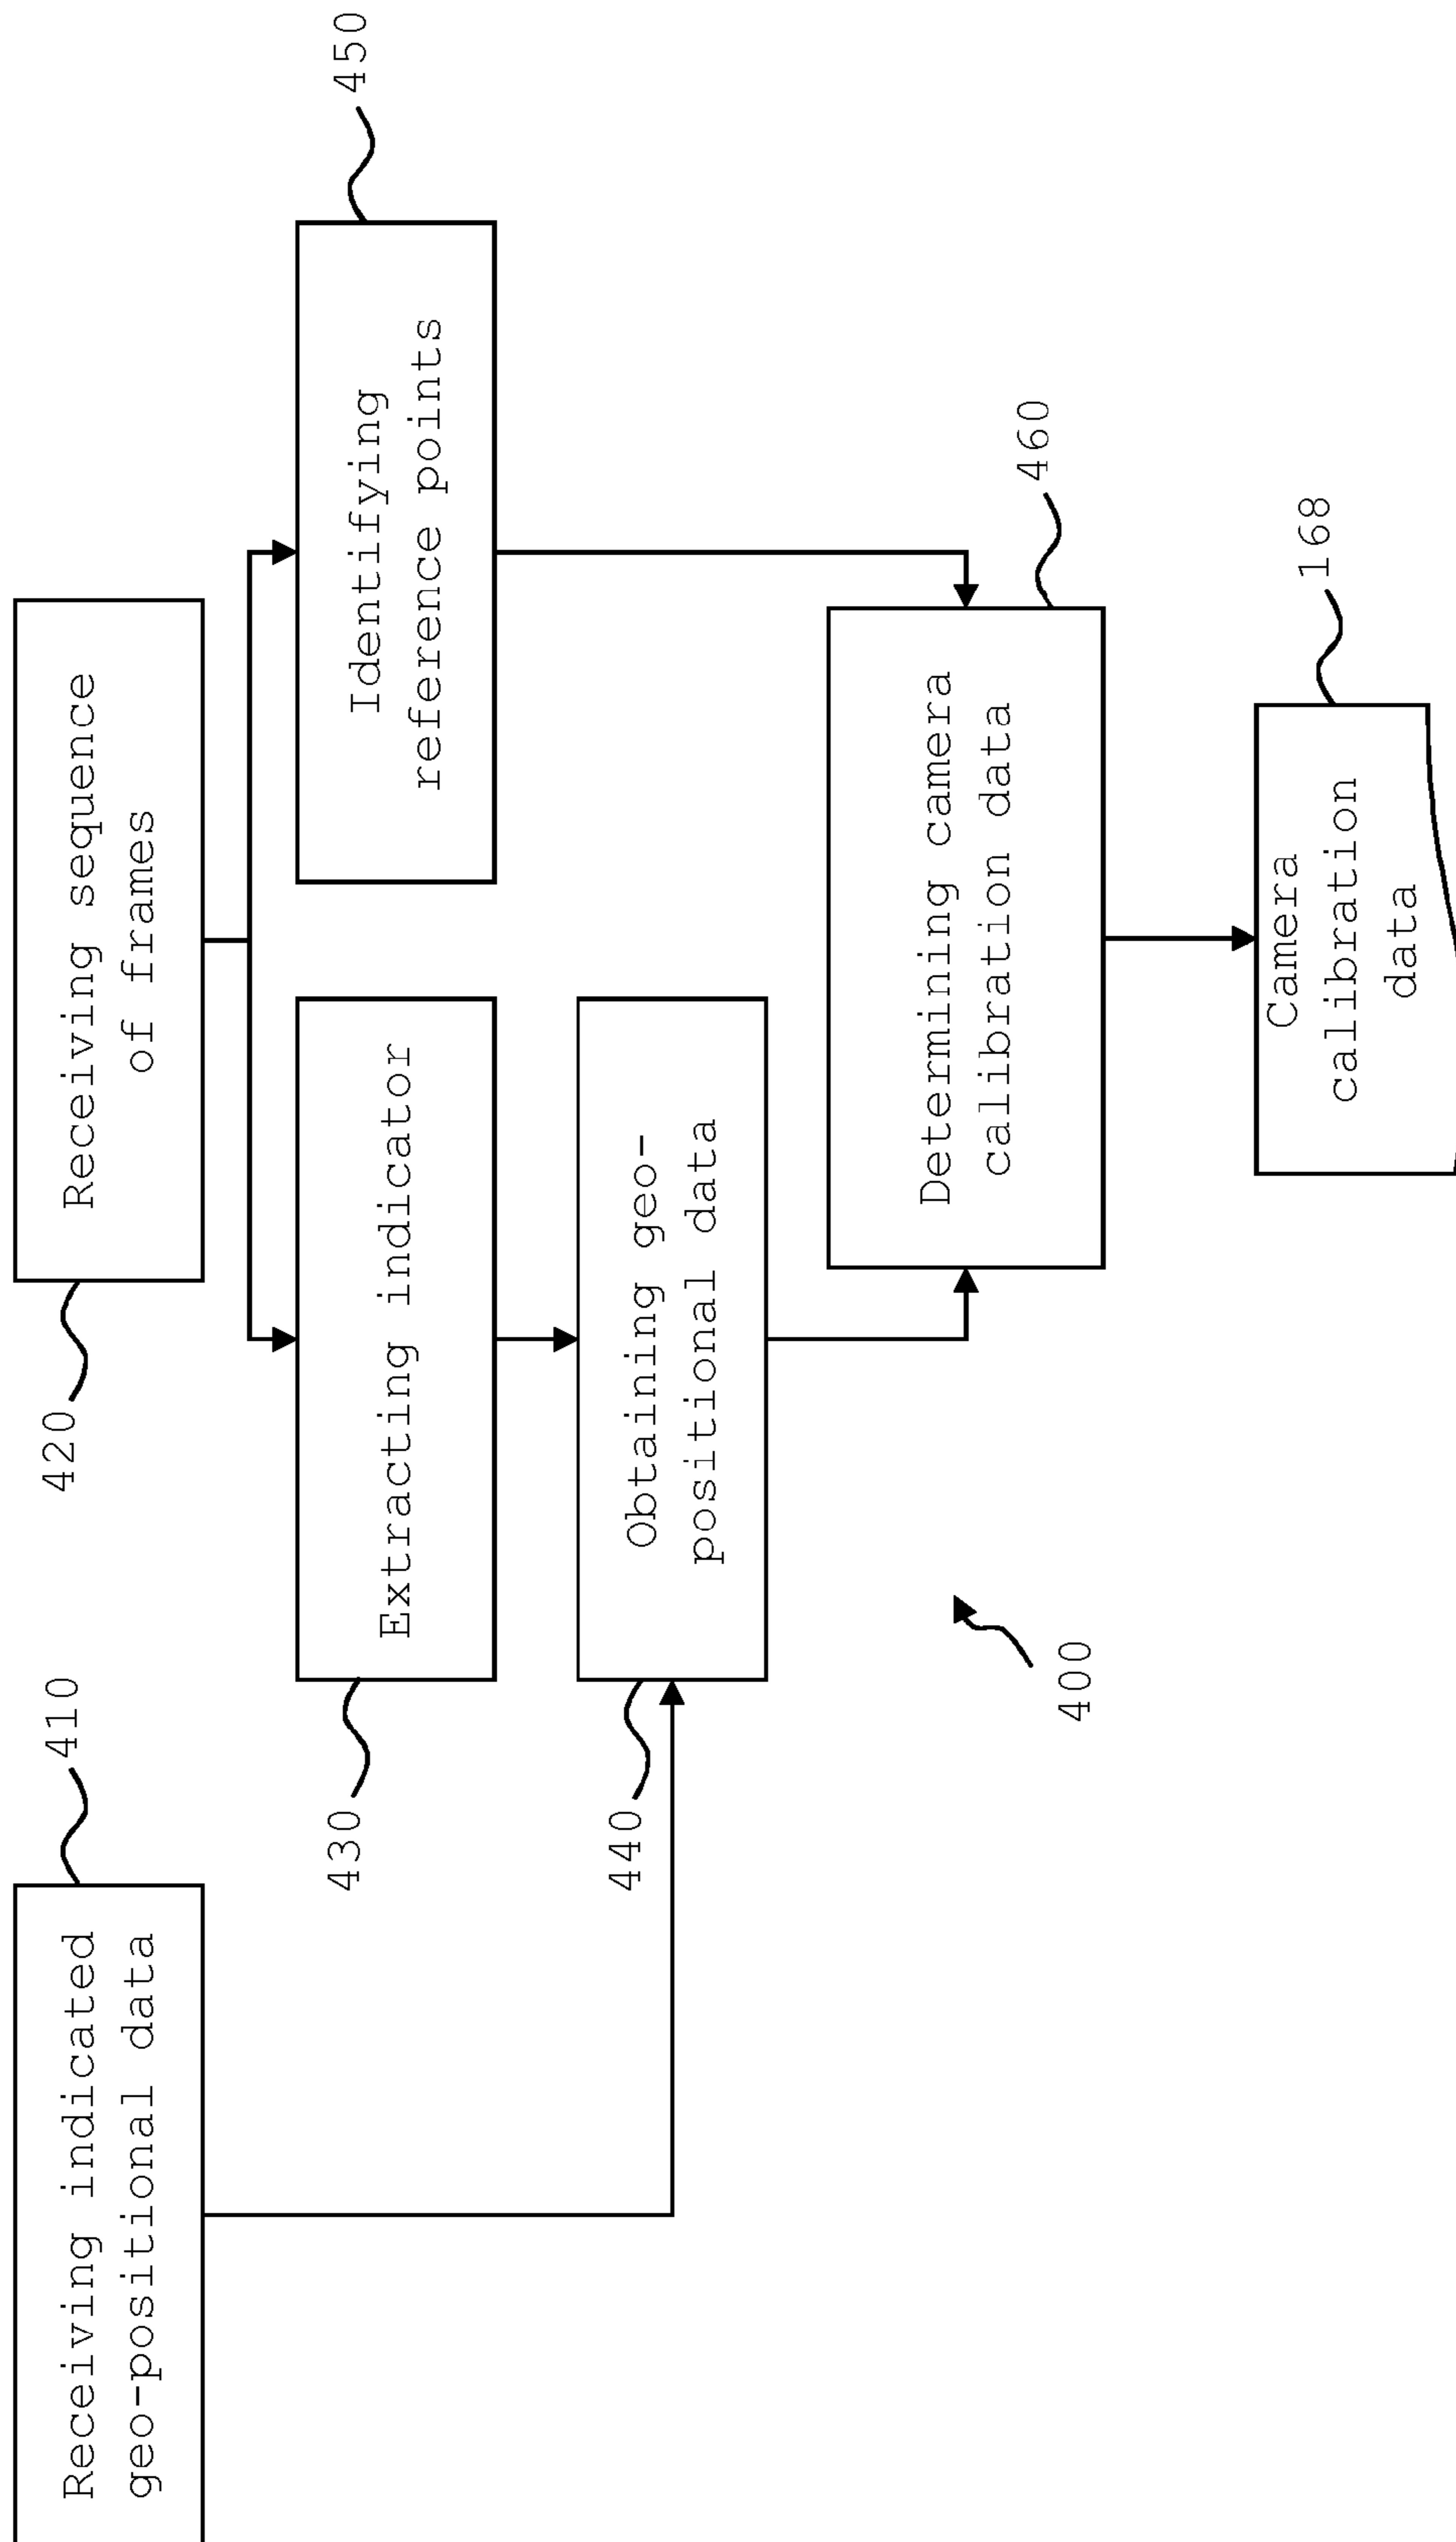 410
Receiving indicated
geo-positional data
420
Receiving sequence
of frames
430
Extracting indicator
450
Identifying
reference points
440
Obtaining geo-
positional data
460
Determining camera
calibration data
400
168
Camera
calibration
data